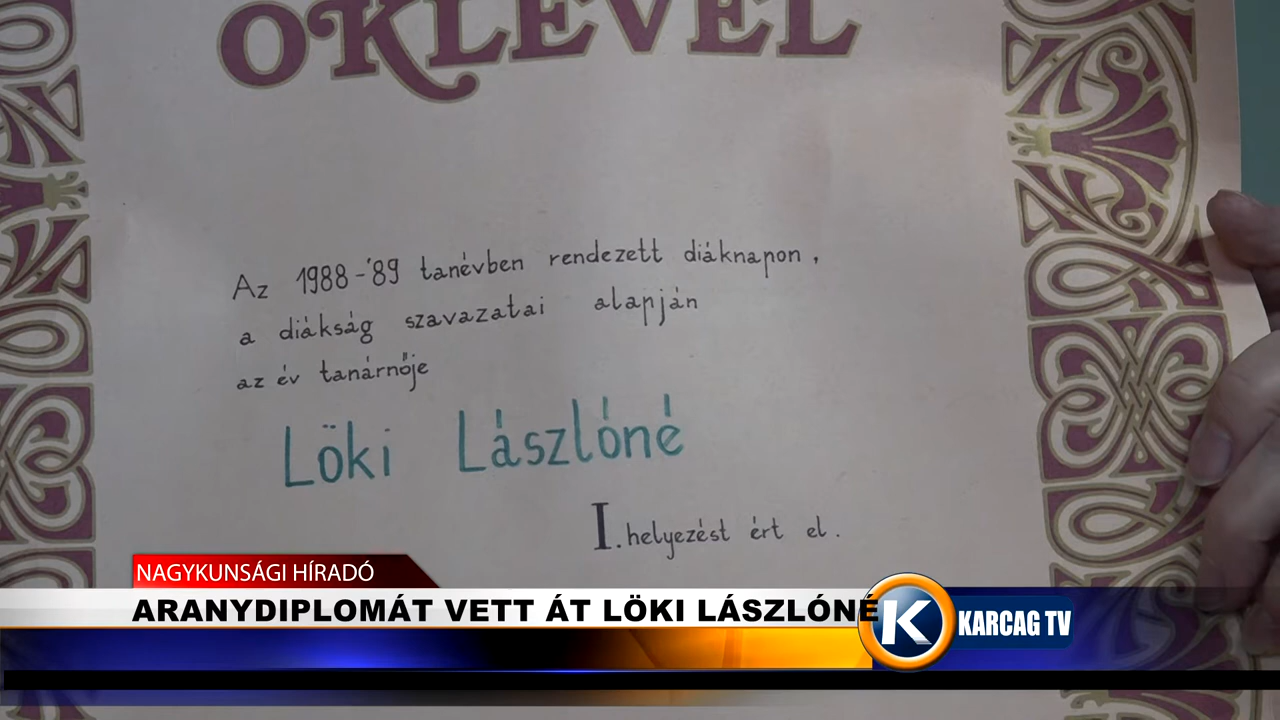 OKLEVÉL
Az 1988-'89 tanévben rendezett diáknapon,
a diákság szavazatai alapján
az év tanárnője
Löki Lászlóné
I. helyezést ért el.
NAGYKUNSÁGI HÍRADÓ
ARANYDIPLOMÁT VETT ÁT LÖKI LÁSZLÓNÉ
K KARCAG TV